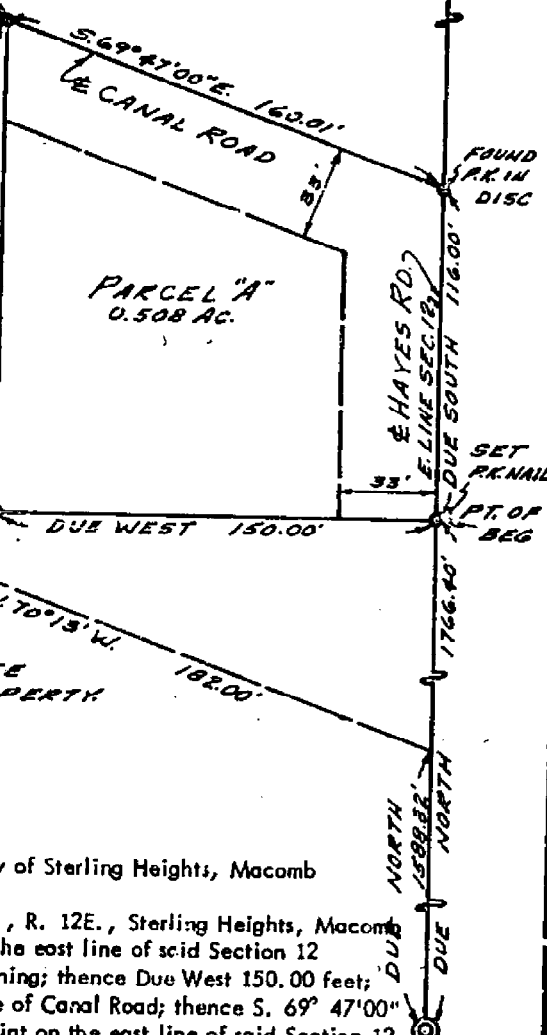 S. 69° 47' 00" E. 160.01'
℄ CANAL ROAD
33'
FOUND
P.K. IN
DISC
PARCEL "A"
0.508 AC.
℄ HAYES RD.
E. LINE SEC. 12
DUE SOUTH 116.00'
SET
P.K. NAIL
33'
PT. OF
BEG
DUE WEST 150.00'
1766.40'
70° 13' W. 182.00'
PERTY
DUE NORTH
1588.32'
DUE NORTH
of Sterling Heights, Macomb
, R. 12E., Sterling Heights, Macomb
the east line of said Section 12
ning; thence Due West 150.00 feet;
e of Canal Road; thence S. 69° 47'00"
int on the east line of said Section 12